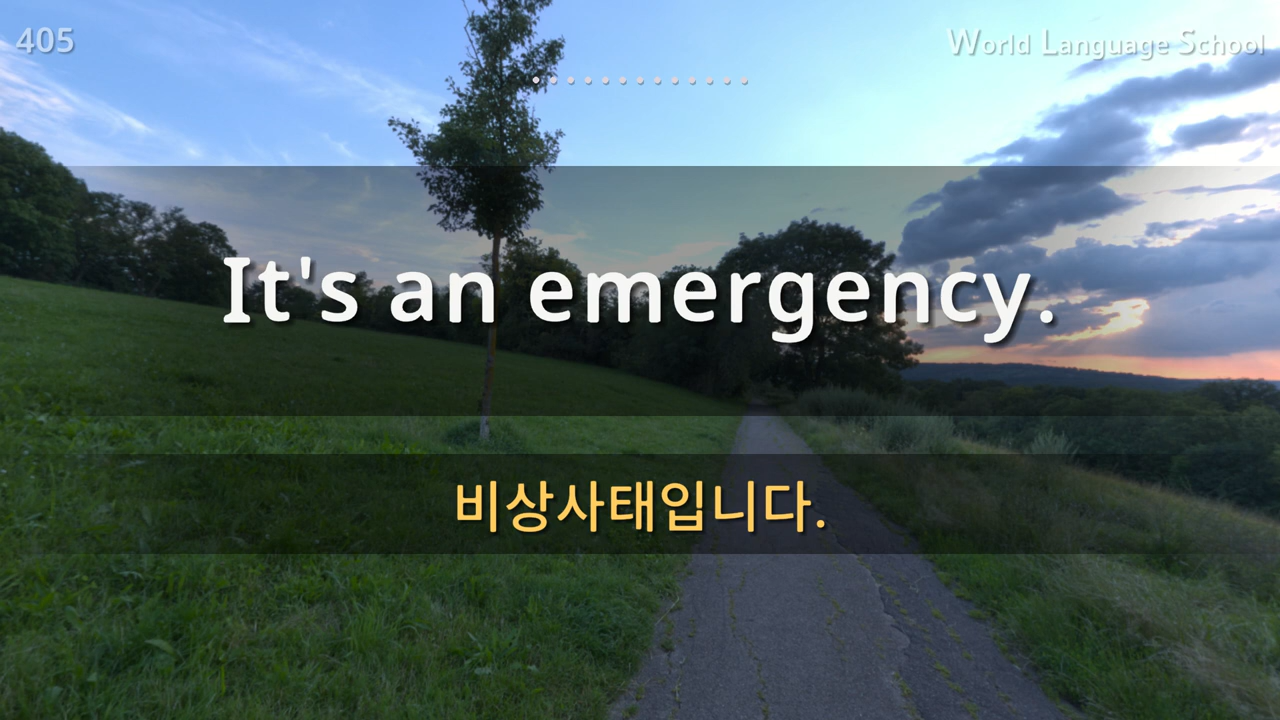 405
World Language School
It's an emergency.
비상사태입니다.